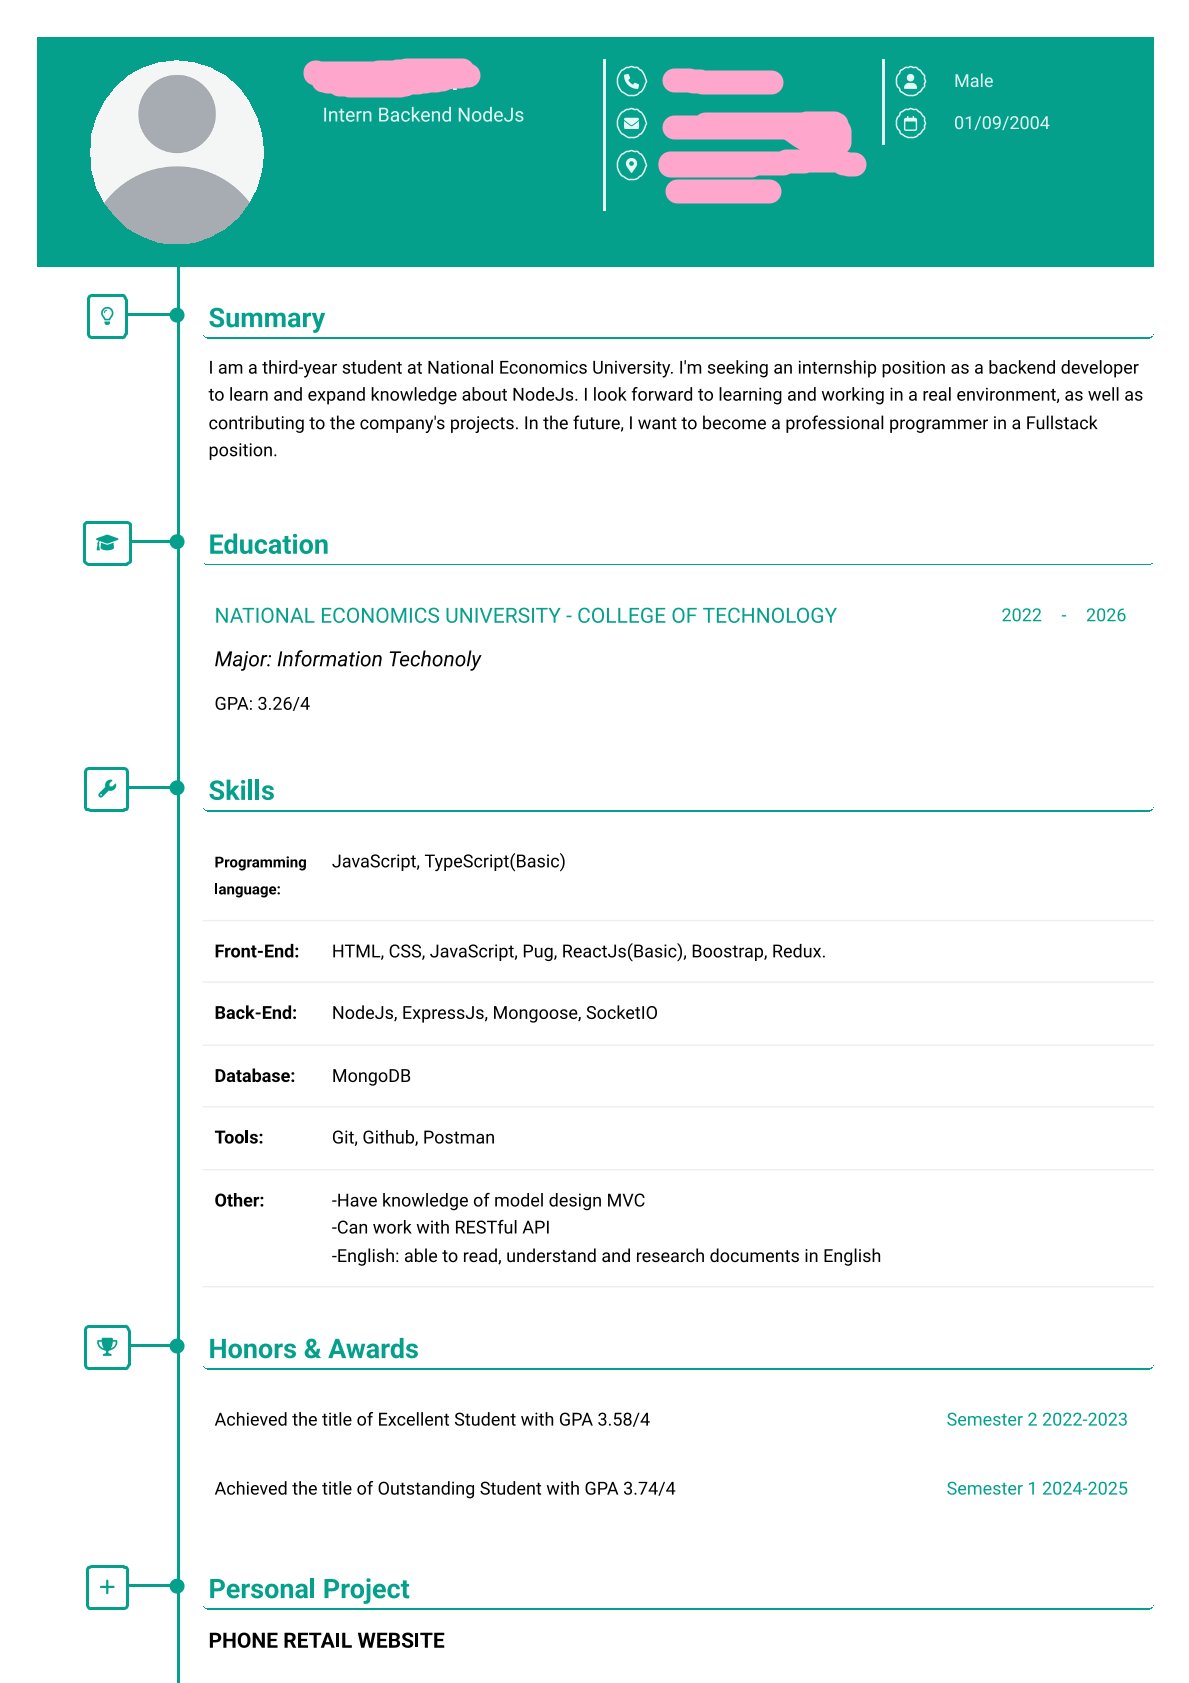 Intern Backend NodeJs
Male
01/09/2004
Summary
I am a third-year student at National Economics University. I'm seeking an internship position as a backend developer
to learn and expand knowledge about NodeJs. I look forward to learning and working in a real environment, as well as
contributing to the company's projects. In the future, I want to become a professional programmer in a Fullstack
position.
Education
NATIONAL ECONOMICS UNIVERSITY - COLLEGE OF TECHNOLOGY 2022 - 2026
Major: Information Techonoly
GPA: 3.26/4
Skills
Programming JavaScript, TypeScript(Basic)
language:
Front-End: HTML, CSS, JavaScript, Pug, ReactJs(Basic), Boostrap, Redux.
Back-End: NodeJs, ExpressJs, Mongoose, SocketIO
Database: MongoDB
Tools: Git, Github, Postman
Other: -Have knowledge of model design MVC
-Can work with RESTful API
-English: able to read, understand and research documents in English
Honors & Awards
Achieved the title of Excellent Student with GPA 3.58/4 Semester 2 2022-2023
Achieved the title of Outstanding Student with GPA 3.74/4 Semester 1 2024-2025
Personal Project
PHONE RETAIL WEBSITE